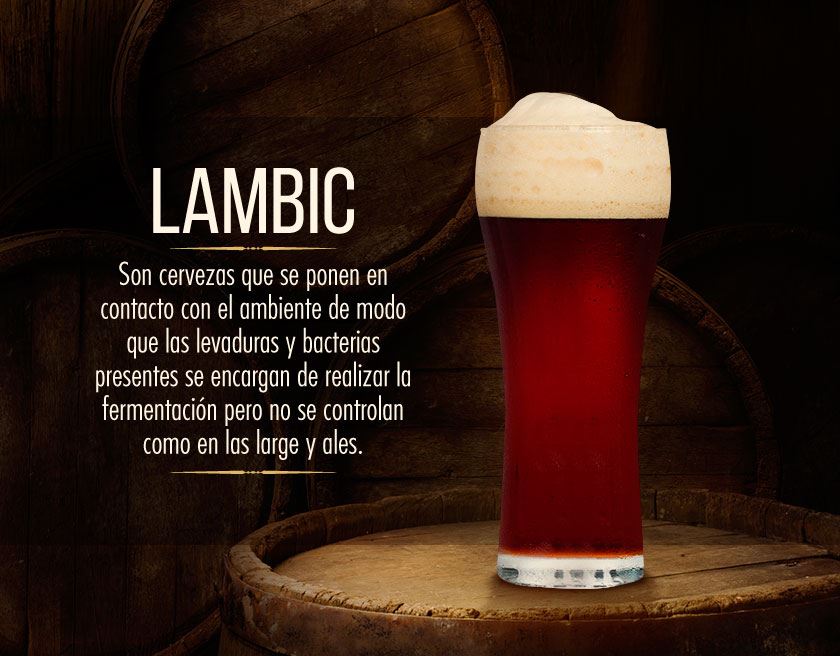 LAMBIC
Son cervezas que se ponen en
contacto con el ambiente de modo
que las levaduras y bacterias
presentes se encargan de realizar la
fermentación pero no se controlan
como en las large y ales.